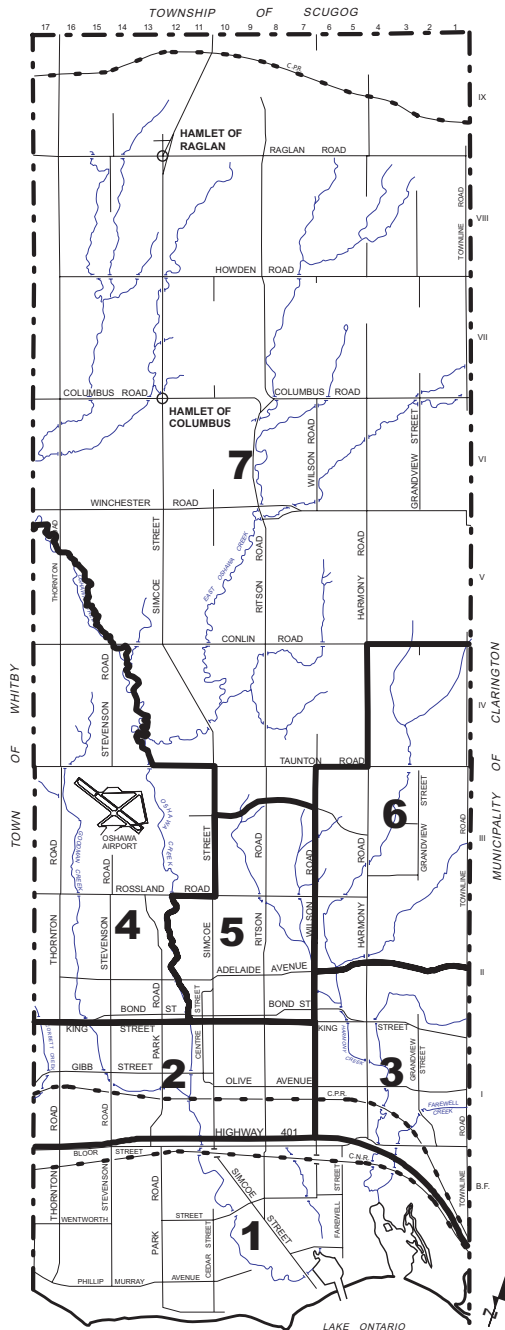 TOWNSHIP OF SCUGOG
17 16 15 14 13 12 11 10 9 8 7 6 5 4 3 2 1
C.P.R.
IX
HAMLET OF
RAGLAN
RAGLAN ROAD
TOWNLINE ROAD
VIII
HOWDEN ROAD
VII
COLUMBUS ROAD
COLUMBUS ROAD
HAMLET OF
COLUMBUS
7
WILSON ROAD
GRANDVIEW STREET
VI
WINCHESTER ROAD
THORNTON ROAD
SIMCOE STREET
EAST OSHAWA CREEK
RITSON ROAD
HARMONY ROAD
V
CONLIN ROAD
TOWN OF WHITBY
MUNICIPALITY OF CLARINGTON
STEVENSON ROAD
IV
TAUNTON ROAD
6
OSHAWA
AIRPORT
OSHAWA CREEK
GOODMAN CREEK
GRANDVIEW STREET
III
ROSSLAND ROAD
THORNTON ROAD
STEVENSON ROAD
4
SIMCOE STREET
5
RITSON ROAD
WILSON ROAD
HARMONY ROAD
TOWNLINE ROAD
ADELAIDE AVENUE
II
BOND ST
BOND ST
KING STREET
KING STREET
PARK ROAD
CENTRE STREET
HARMONY CREEK
GRANDVIEW STREET
GIBB STREET
2
3
OLIVE AVENUE
C.P.R.
FAREWELL CREEK
I
HIGHWAY 401
BLOOR STREET
C.N.R.
B.F.
THORNTON ROAD
STEVENSON ROAD
PARK ROAD
SIMCOE STREET
FAREWELL STREET
TOWNLINE ROAD
WENTWORTH STREET
CEDAR STREET
1
PHILLIP MURRAY AVENUE
LAKE ONTARIO
N